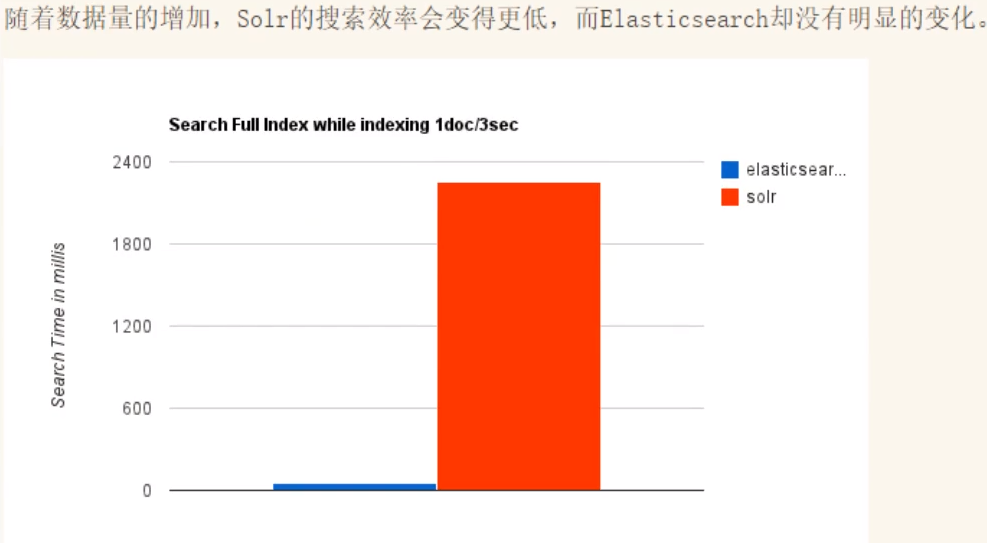 随着数据量的增加，Solr的搜索效率会变得更低，而Elasticsearch却没有明显的变化。
Search Full Index while indexing 1doc/3sec
2400
1800
1200
600
0
Search Time in millis
elasticsear...
solr